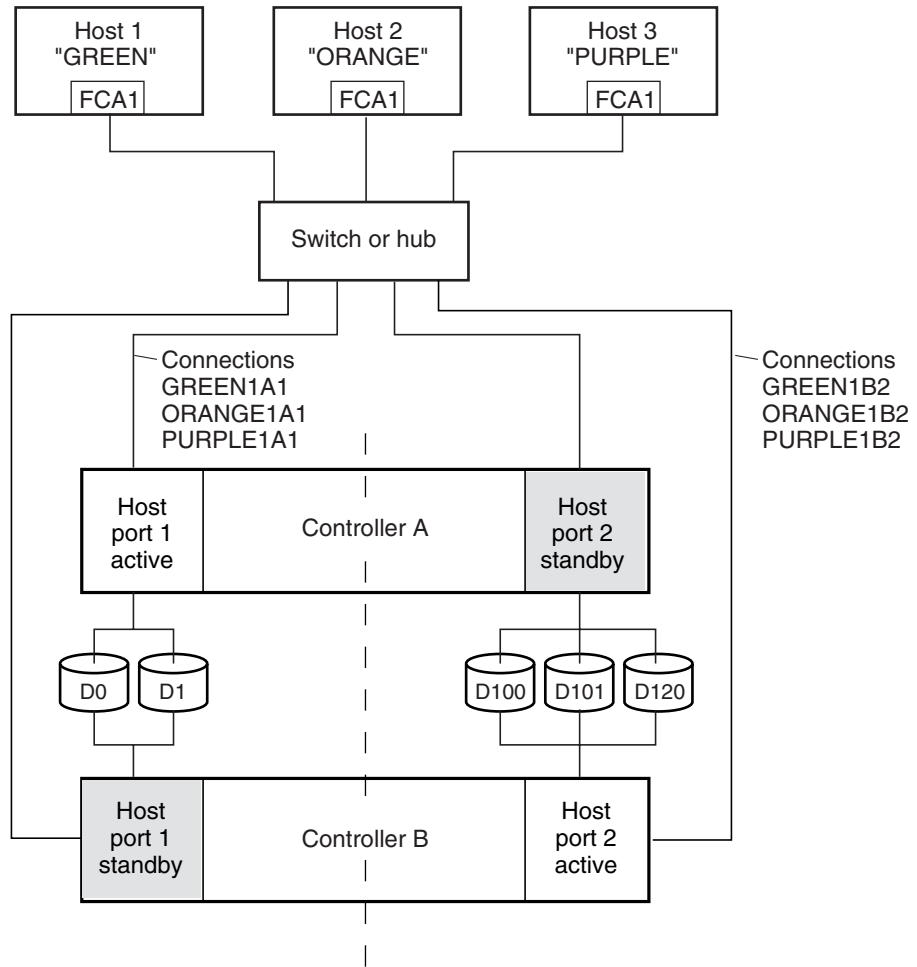 Host 1
"GREEN"
FCA1
Host 2
"ORANGE"
FCA1
Host 3
"PURPLE"
FCA1
Switch or hub
Connections
GREEN1A1
ORANGE1A1
PURPLE1A1
Connections
GREEN1B2
ORANGE1B2
PURPLE1B2
Host
port 1
active
Controller A
Host
port 2
standby
D0
D1
D100
D101
D120
Host
port 1
standby
Controller B
Host
port 2
active